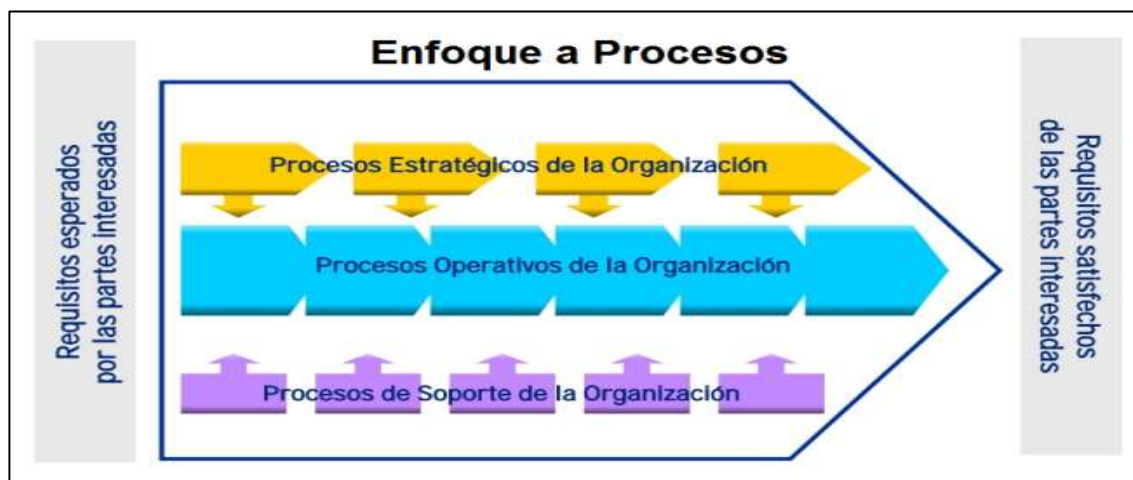 Enfoque a Procesos
Requisitos esperados
por las partes interesadas
Procesos Estratégicos de la Organización
Procesos Operativos de la Organización
Procesos de Soporte de la Organización
Requisitos satisfechos
de las partes interesadas